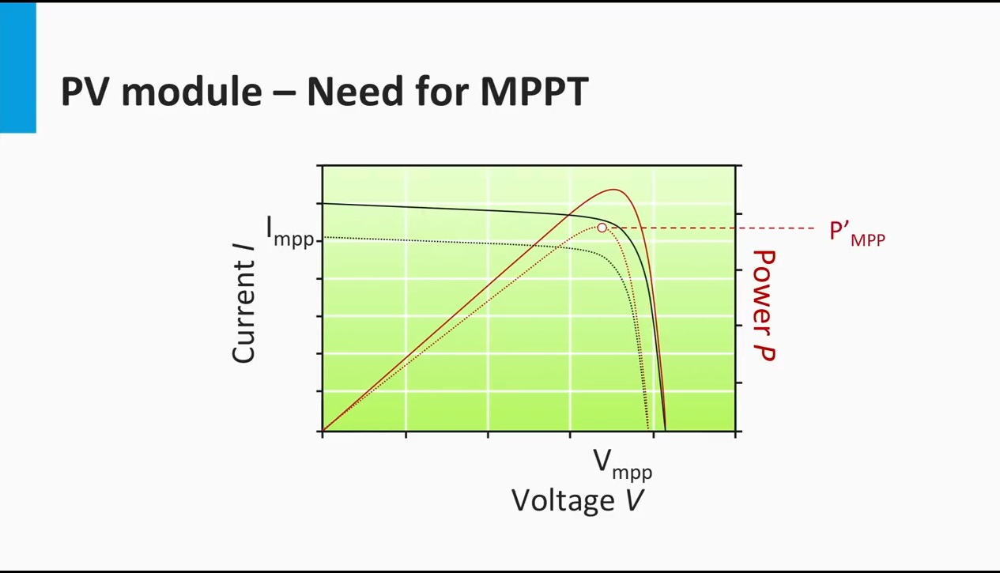 PV module – Need for MPPT
Current I
Impp
P’MPP
Power P
Vmpp
Voltage V